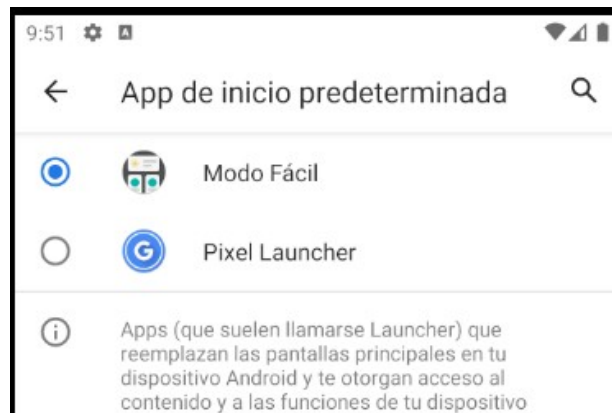 9:51
App de inicio predeterminada
Modo Fácil
G Pixel Launcher
Apps (que suelen llamarse Launcher) que
reemplazan las pantallas principales en tu
dispositivo Android y te otorgan acceso al
contenido y a las funciones de tu dispositivo